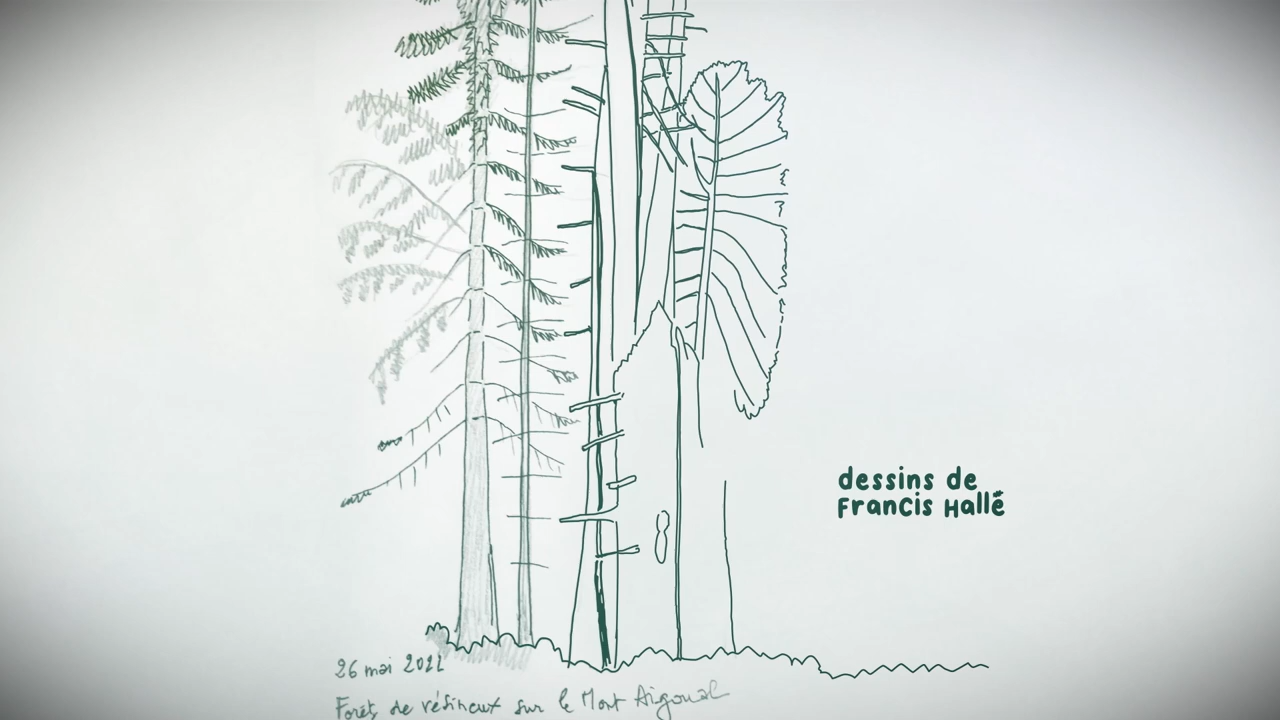 dessins de
Francis Hallé
26 mai 2022
Forêt de résineux sur le Mont Aigoual